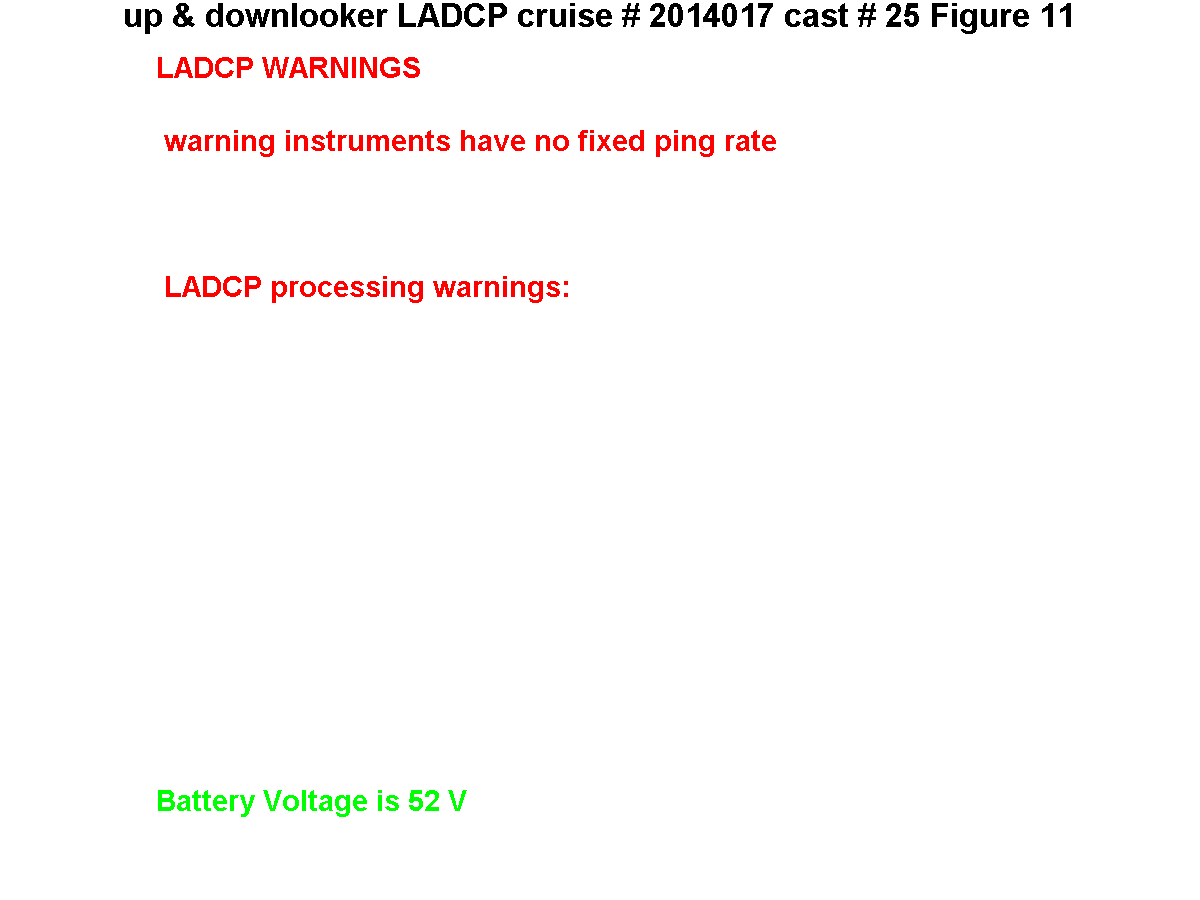 up & downlooker LADCP cruise # 2014017 cast # 25 Figure 11
LADCP WARNINGS
warning instruments have no fixed ping rate
LADCP processing warnings:
Battery Voltage is 52 V